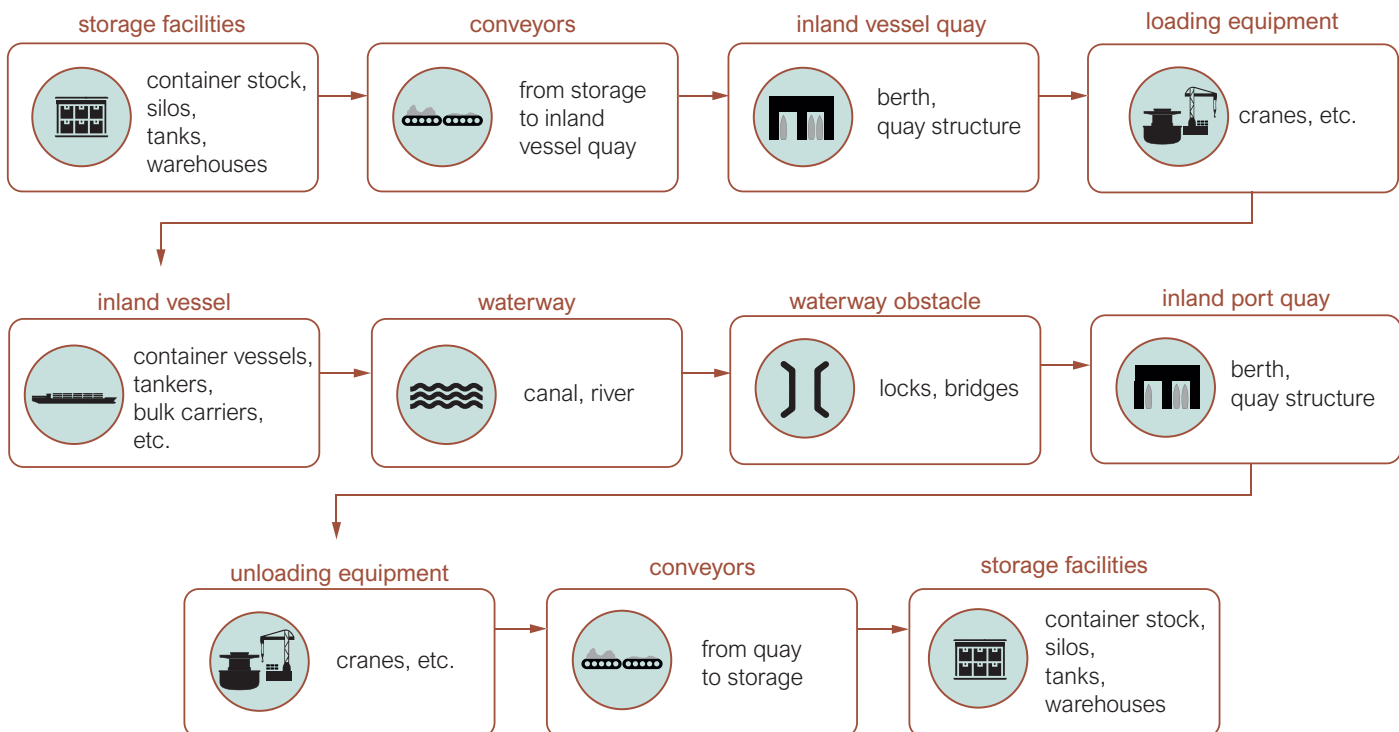 storage facilities
container stock,
silos,
tanks,
warehouses
conveyors
from storage
to inland
vessel quay
inland vessel quay
berth,
quay structure
loading equipment
cranes, etc.
inland vessel
container vessels,
tankers,
bulk carriers,
etc.
waterway
canal, river
waterway obstacle
locks, bridges
inland port quay
berth,
quay structure
unloading equipment
cranes, etc.
conveyors
from quay
to storage
storage facilities
container stock,
silos,
tanks,
warehouses